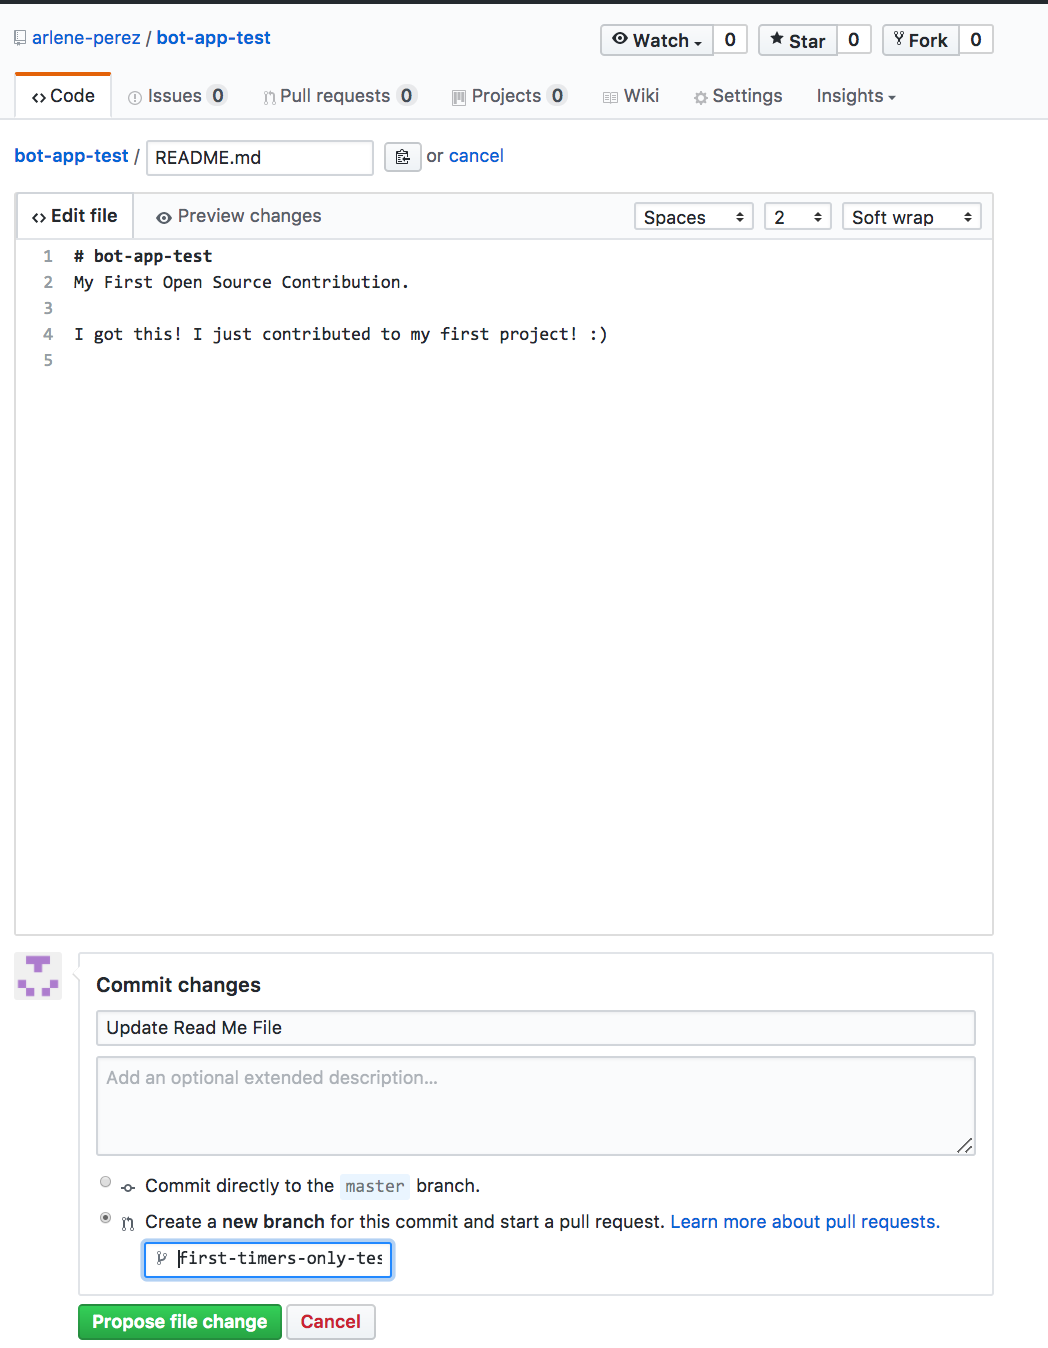 arlene-perez / bot-app-test
Watch 0 Star 0 Fork 0
Code Issues 0 Pull requests 0 Projects 0 Wiki Settings Insights
bot-app-test / README.md or cancel
Edit file Preview changes Spaces 2 Soft wrap
1 # bot-app-test
2 My First Open Source Contribution.
3
4 I got this! I just contributed to my first project! :)
5
Commit changes
Update Read Me File
Add an optional extended description...
Commit directly to the master branch.
Create a new branch for this commit and start a pull request. Learn more about pull requests.
first-timers-only-tes
Propose file change Cancel